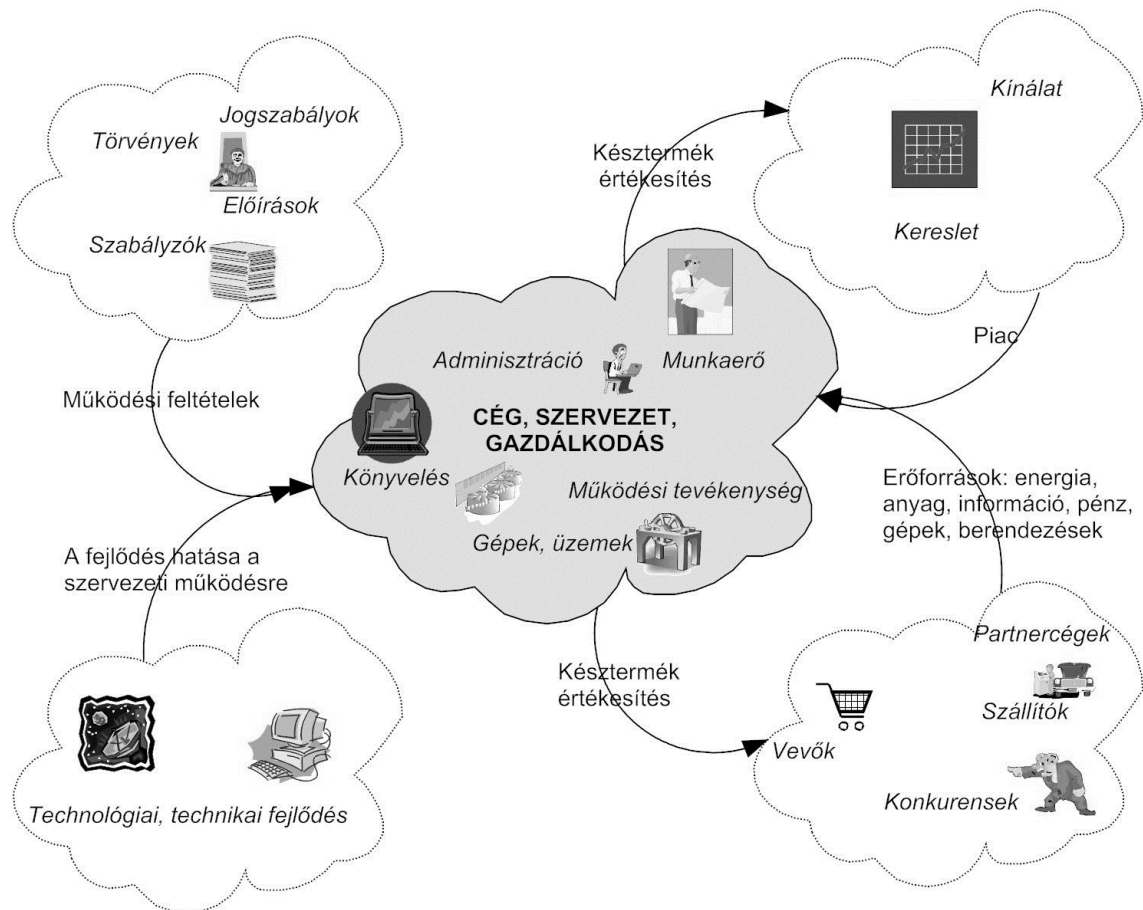 Jogszabályok
Törvények
Előírások
Szabályzók
Működési feltételek
Késztermék
értékesítés
Kínálat
Kereslet
Piac
Adminisztráció
Munkaerő
CÉG, SZERVEZET,
GAZDÁLKODÁS
Könyvelés
Működési tevékenység
Gépek, üzemek
Erőforrások: energia,
anyag, információ, pénz,
gépek, berendezések
A fejlődés hatása a
szervezeti működésre
Technológiai, technikai fejlődés
Késztermék
értékesítés
Partnercégek
Szállítók
Vevők
Konkurensek